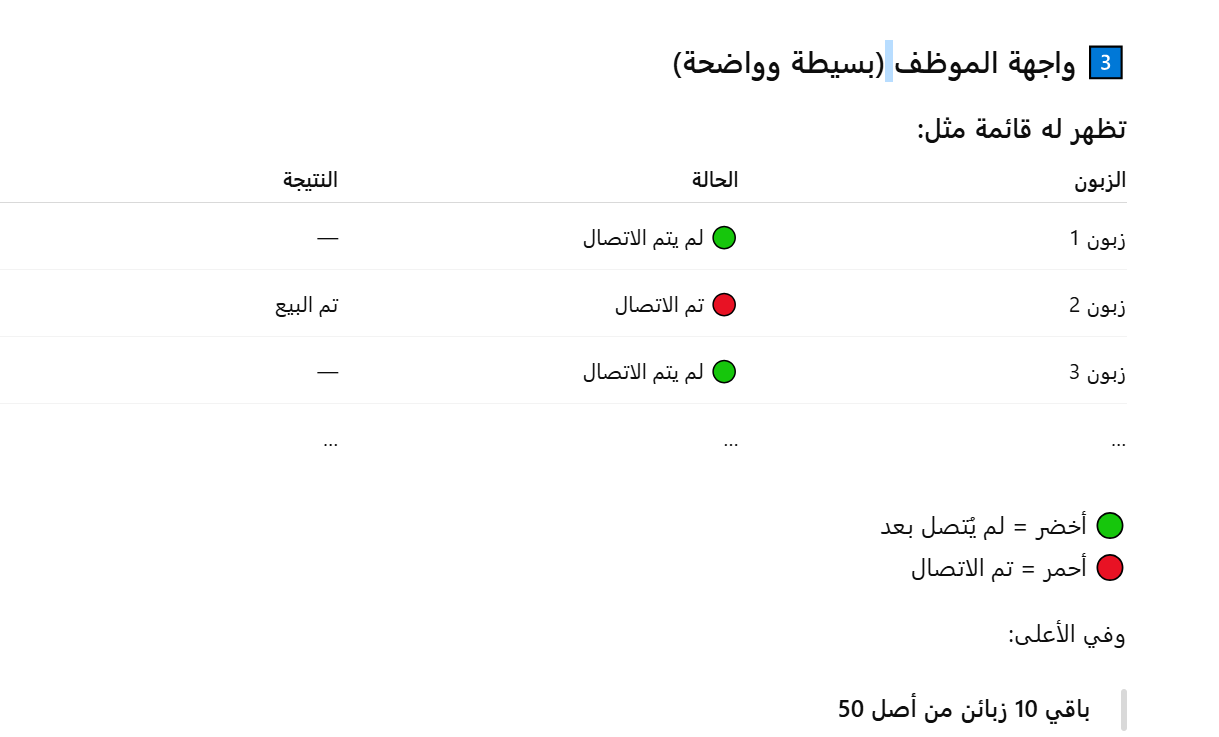 3 واجهة الموظف (بسيطة وواضحة)
تظهر له قائمة مثل:
الزبون الحالة النتيجة
زبون 1 🟢 لم يتم الاتصال —
زبون 2 🔴 تم الاتصال تم البيع
زبون 3 🟢 لم يتم الاتصال —
... ... ...
🟢 أخضر = لم يُتصل بعد
🔴 أحمر = تم الاتصال
وفي الأعلى:
باقي 10 زبائن من أصل 50